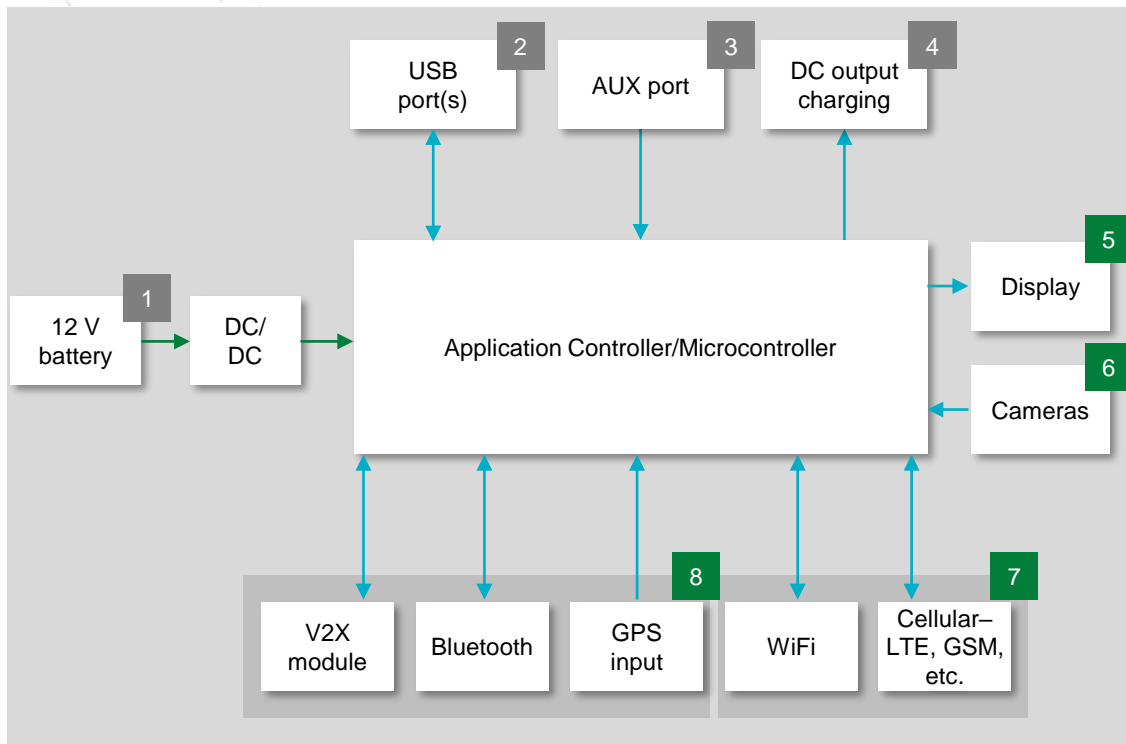 2
USB
port(s)
3
AUX port
4
DC output
charging
5
Display
1
12 V
battery
DC/
DC
Application Controller/Microcontroller
6
Cameras
8
V2X
module
Bluetooth
GPS
input
7
WiFi
Cellular–
LTE, GSM,
etc.